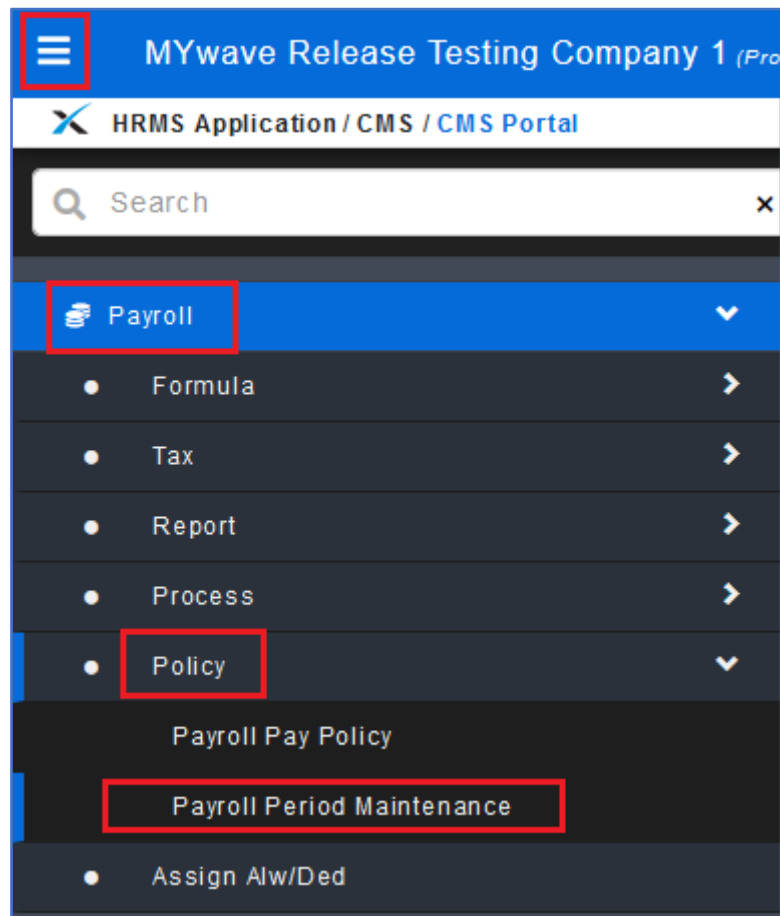 MYwave Release Testing Company 1 (Pro
HRMS Application / CMS / CMS Portal
Search
Payroll
Formula
Tax
Report
Process
Policy
Payroll Pay Policy
Payroll Period Maintenance
Assign Alw/Ded